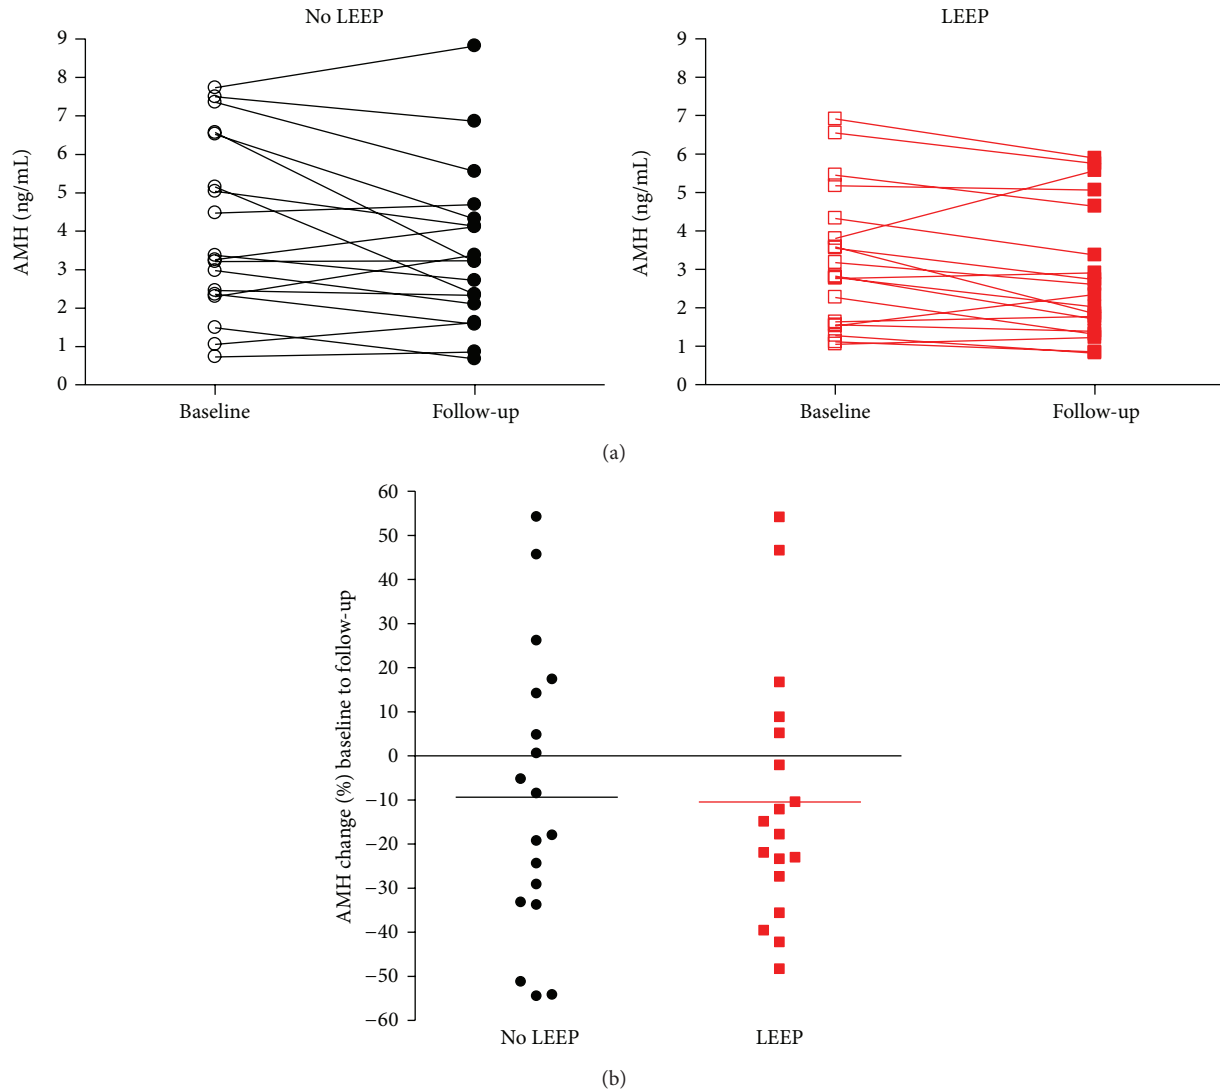 No LEEP
LEEP
9
8
7
6
5
4
3
2
1
0
AMH (ng/mL)
Baseline
Follow-up
9
8
7
6
5
4
3
2
1
0
AMH (ng/mL)
Baseline
Follow-up
(a)
60
50
40
30
20
10
0
−10
−20
−30
−40
−50
−60
AMH change (%) baseline to follow-up
No LEEP
LEEP
(b)